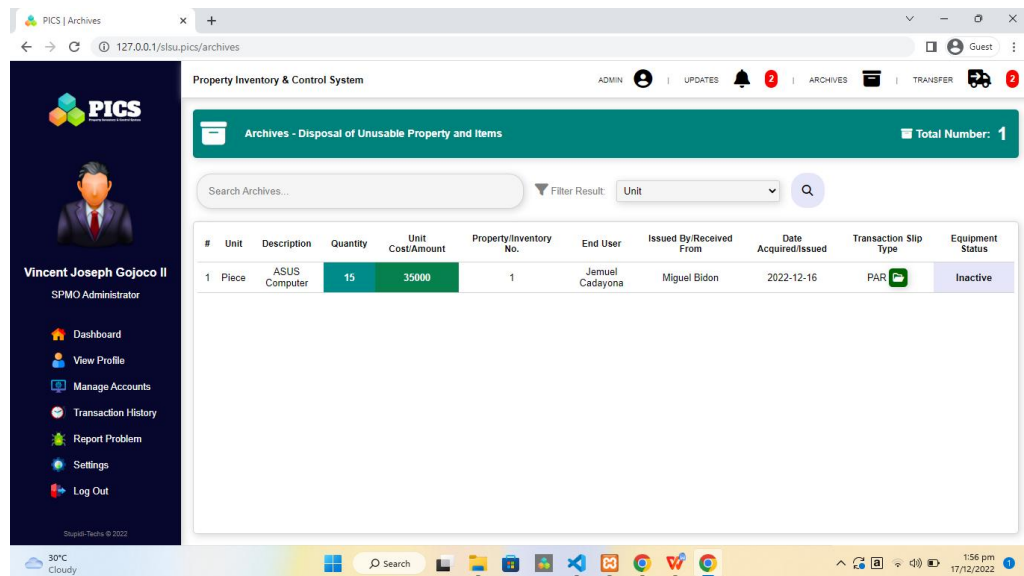 PICS | Archives
127.0.0.1/slsu.pics/archives
Guest
PICS
Property Inventory & Control System
Property Inventory & Control System
ADMIN | UPDATES 2 | ARCHIVES | TRANSFER 2
Archives - Disposal of Unusable Property and Items
Total Number: 1
Search Archives...
Filter Result: Unit
# Unit Description Quantity Unit Cost/Amount Property/Inventory No. End User Issued By/Received From Date Acquired/Issued Transaction Slip Type Equipment Status
1 Piece ASUS Computer 15 35000 1 Jemuel Cadayona Miguel Bidon 2022-12-16 PAR Inactive
Vincent Joseph Gojoco II
SPMO Administrator
Dashboard
View Profile
Manage Accounts
Transaction History
Report Problem
Settings
Log Out
Stupidi-Techs © 2022
30°C
Cloudy
Search
a
1:56 pm
17/12/2022
1